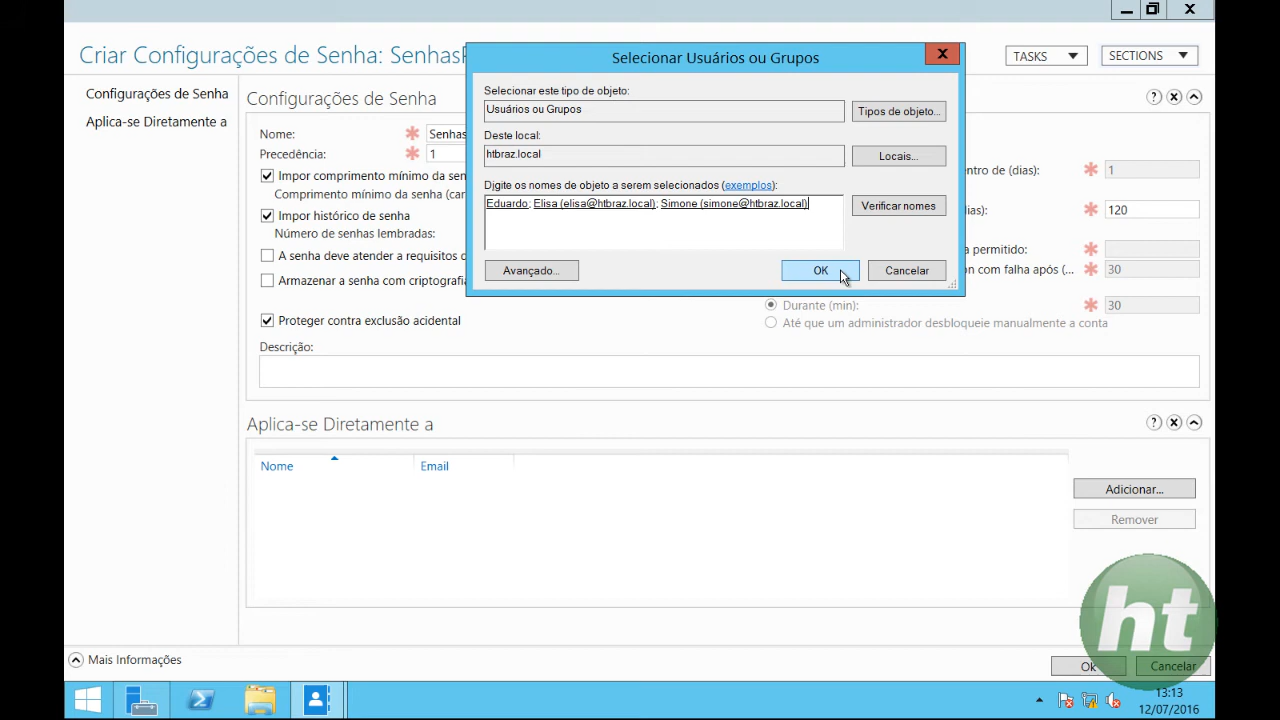 Criar Configurações de Senha: Senhas
TASKS
SECTIONS
Selecionar Usuários ou Grupos
Selecionar este tipo de objeto:
Usuários ou Grupos
Tipos de objeto...
Deste local:
htbraz.local
Locais...
Digite os nomes de objeto a serem selecionados (exemplos):
Eduardo; Elisa (elisa@htbraz.local); Simone (simone@htbraz.local)
Verificar nomes
Avançado...
OK
Cancelar
Configurações de Senha
Aplica-se Diretamente a
Configurações de Senha
Nome:
Senhas
Precedência:
1
Impor comprimento mínimo da sen
Comprimento mínimo da senha (car
Impor histórico de senha
Número de senhas lembradas:
A senha deve atender a requisitos d
Armazenar a senha com criptografia
Proteger contra exclusão acidental
Descrição:
entro de (dias):
1
dias):
120
a permitido:
on com falha após (...
30
Durante (min):
30
Até que um administrador desbloqueie manualmente a conta
Aplica-se Diretamente a
Nome
Email
Adicionar...
Remover
Mais Informações
Ok
Cancelar
ht
13:13
12/07/2016